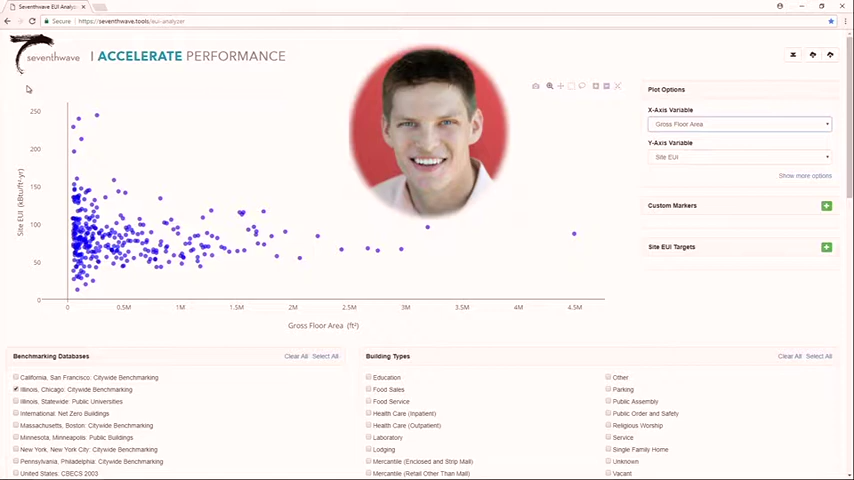 Seventhwave EUI Analyz
Secure | https://seventhwave.tools/eui-analyzer
seventhwave | ACCELERATE PERFORMANCE
Plot Options
X-Axis Variable
Gross Floor Area
Y-Axis Variable
Site EUI
Show more options
Custom Markers
Site EUI Targets
250
200
150
100
50
0
Site EUI (kBtu/ft²-yr)
0 0.5M 1M 1.5M 2M 2.5M 3M 3.5M 4M 4.5M
Gross Floor Area (ft²)
Benchmarking Databases Clear All Select All
California, San Francisco: Citywide Benchmarking
Illinois, Chicago: Citywide Benchmarking
Illinois, Statewide: Public Universities
International: Net Zero Buildings
Massachusetts, Boston: Citywide Benchmarking
Minnesota, Minneapolis: Public Buildings
New York, New York City: Citywide Benchmarking
Pennsylvania, Philadelphia: Citywide Benchmarking
United States: CBECS 2003
Building Types Clear All Select All
Education
Food Sales
Food Service
Health Care (Inpatient)
Health Care (Outpatient)
Laboratory
Lodging
Mercantile (Enclosed and Strip Mall)
Mercantile (Retail Other Than Mall)
Other
Parking
Public Assembly
Public Order and Safety
Religious Worship
Service
Single Family Home
Unknown
Vacant